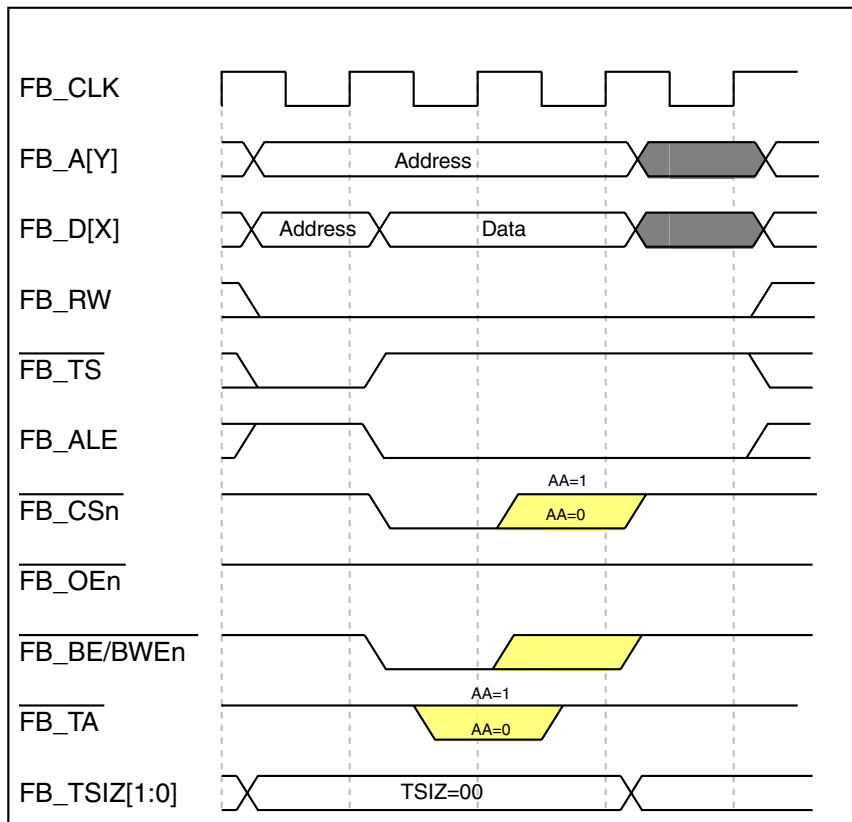 FB_CLK
FB_A[Y] Address
FB_D[X] Address Data
FB_RW
FB_TS
FB_ALE
AA=1
FB_CSn AA=0
FB_OEn
FB_BE/BWEn
AA=1
FB_TA AA=0
FB_TSIZ[1:0] TSIZ=00